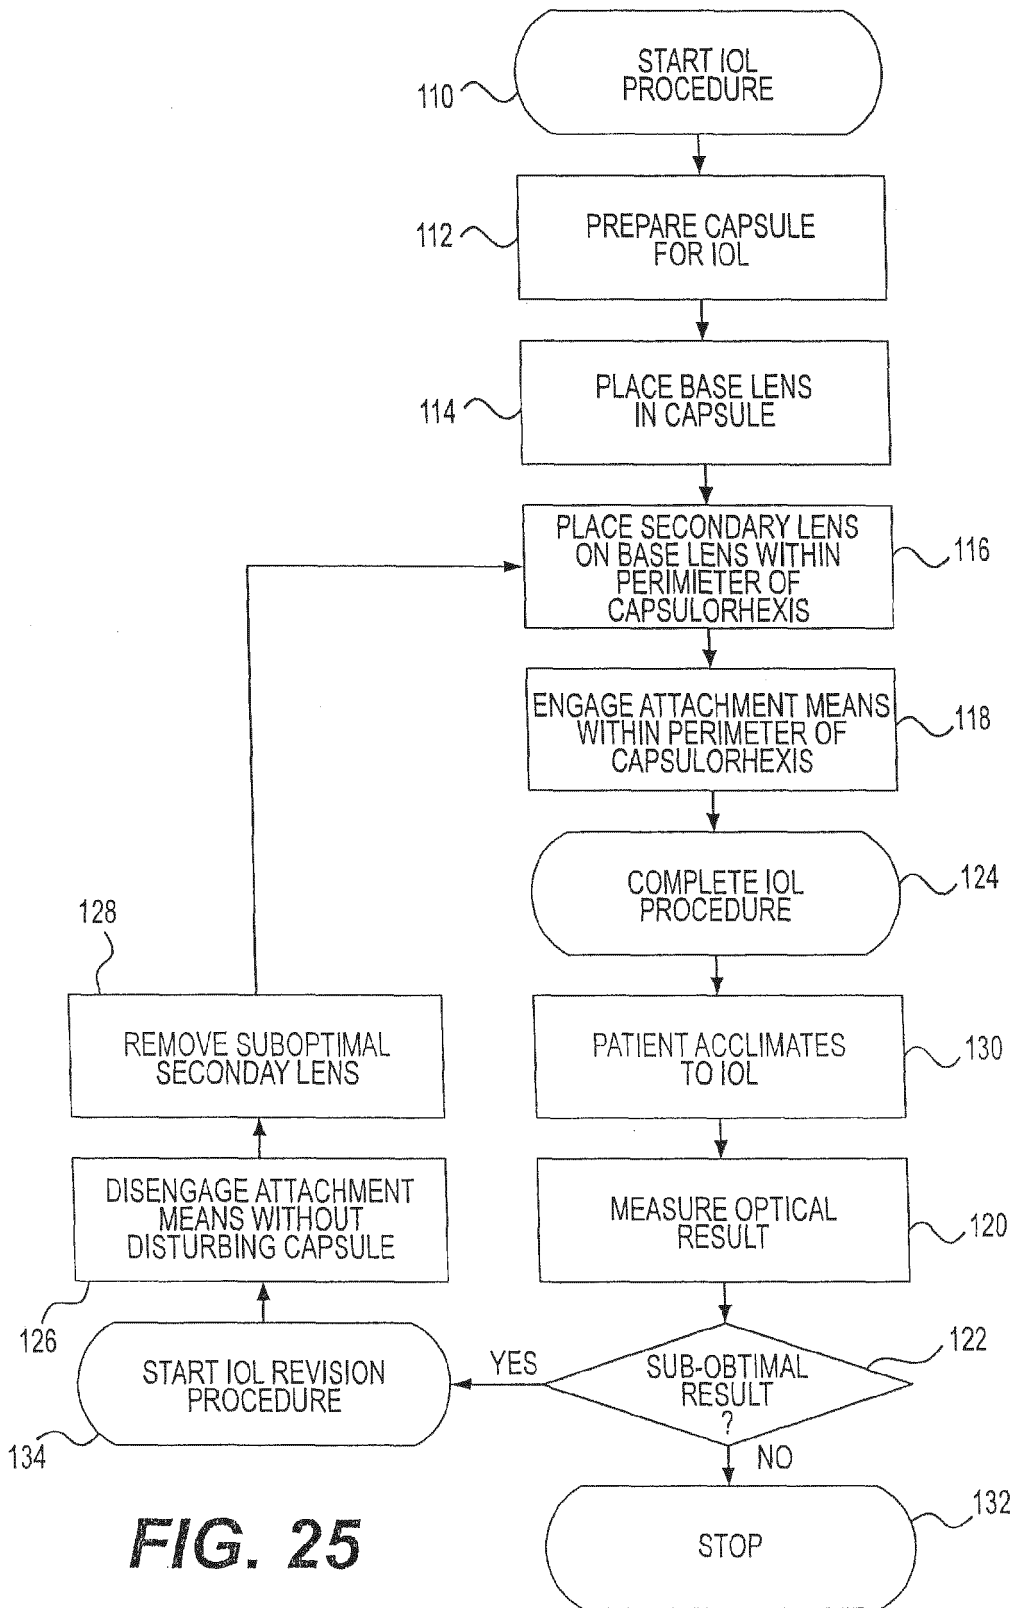 START IOL
PROCEDURE
110
PREPARE CAPSULE
FOR IOL
112
PLACE BASE LENS
IN CAPSULE
114
PLACE SECONDARY LENS
ON BASE LENS WITHIN
PERIMIETER OF
CAPSULORHEXIS
116
ENGAGE ATTACHMENT MEANS
WITHIN PERIMETER OF
CAPSULORHEXIS
118
COMPLETE IOL
PROCEDURE
124
128
REMOVE SUBOPTIMAL
SECONDAY LENS
PATIENT ACCLIMATES
TO IOL
130
DISENGAGE ATTACHMENT
MEANS WITHOUT
DISTURBING CAPSULE
126
MEASURE OPTICAL
RESULT
120
START IOL REVISION
PROCEDURE
134
YES
SUB-OBTIMAL
RESULT
?
122
NO
STOP
132
FIG. 25